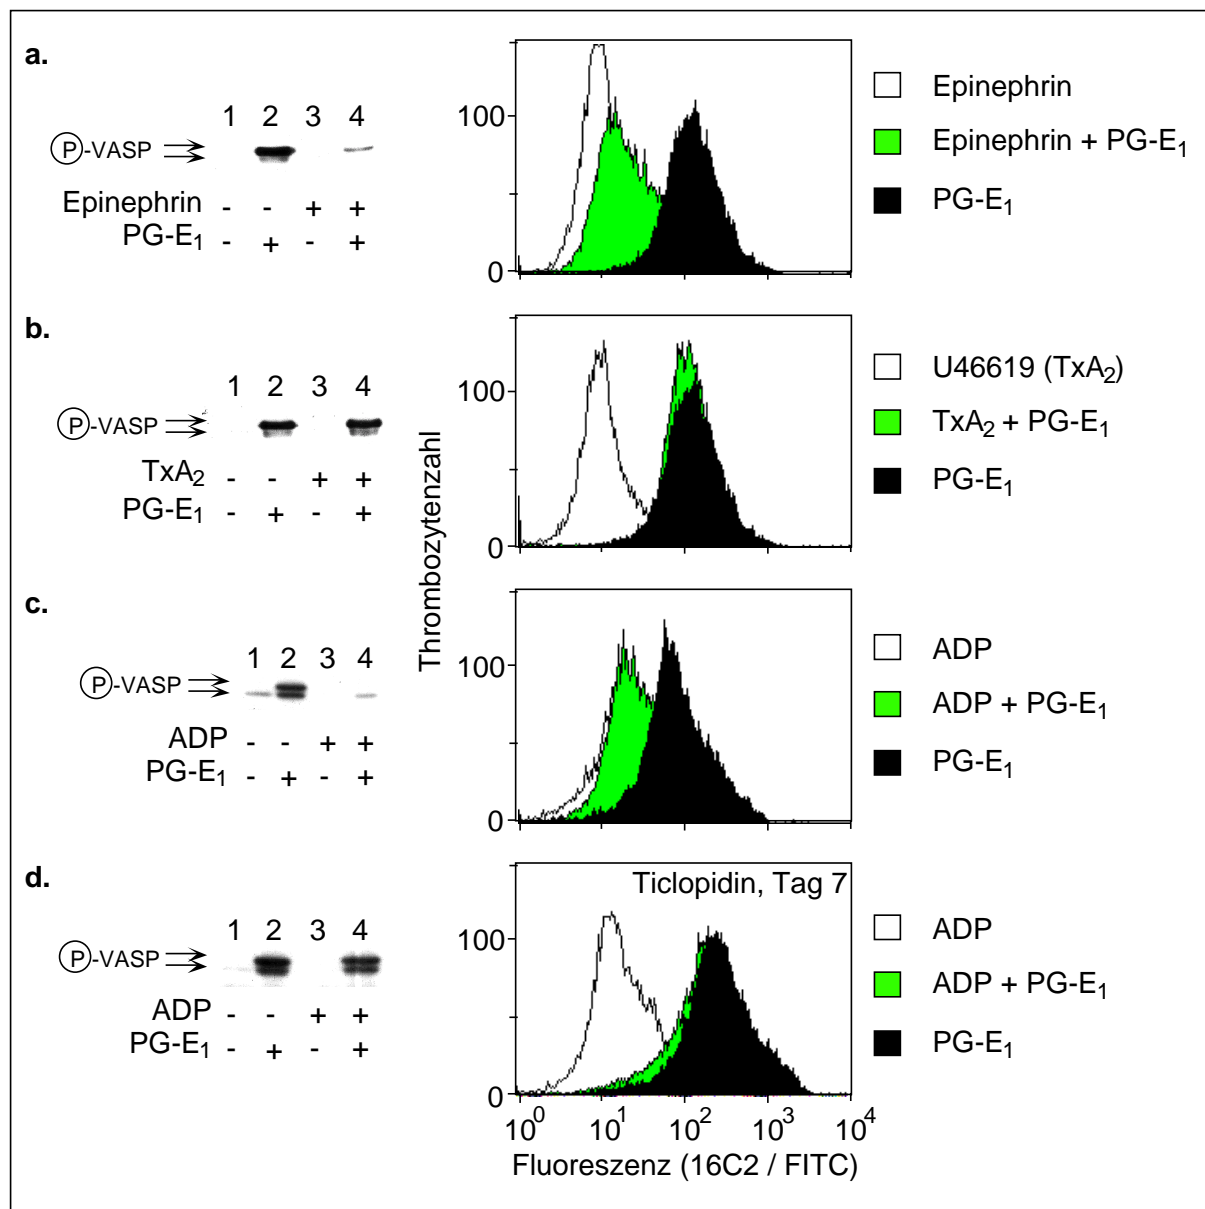 a.
1 2 3 4
P-VASP
Epinephrin - - + +
PG-E1 - + - +
100
0
Epinephrin
Epinephrin + PG-E1
PG-E1
b.
1 2 3 4
P-VASP
TxA2 - - + +
PG-E1 - + - +
100
0
U46619 (TxA2)
TxA2 + PG-E1
PG-E1
Thrombozytenzahl
c.
1 2 3 4
P-VASP
ADP - - + +
PG-E1 - + - +
100
0
ADP
ADP + PG-E1
PG-E1
d.
1 2 3 4
P-VASP
ADP - - + +
PG-E1 - + - +
Ticlopidin, Tag 7
100
0
ADP
ADP + PG-E1
PG-E1
10^0 10^1 10^2 10^3 10^4
Fluoreszenz (16C2 / FITC)